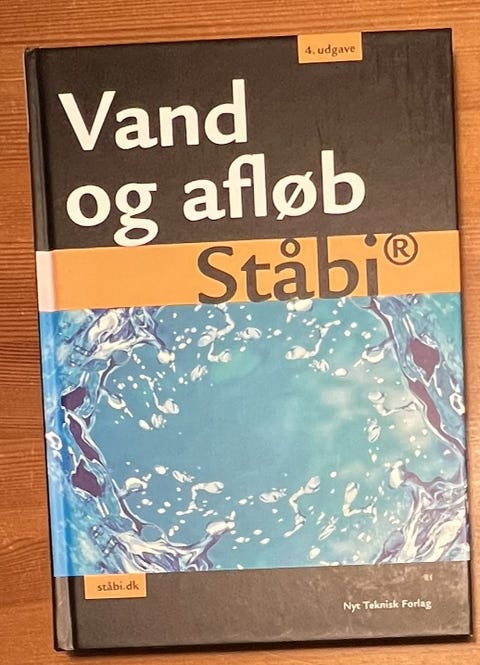 4. udgave
Vand
og afløb
Ståbi®
ståbi.dk
Nyt Teknisk Forlag